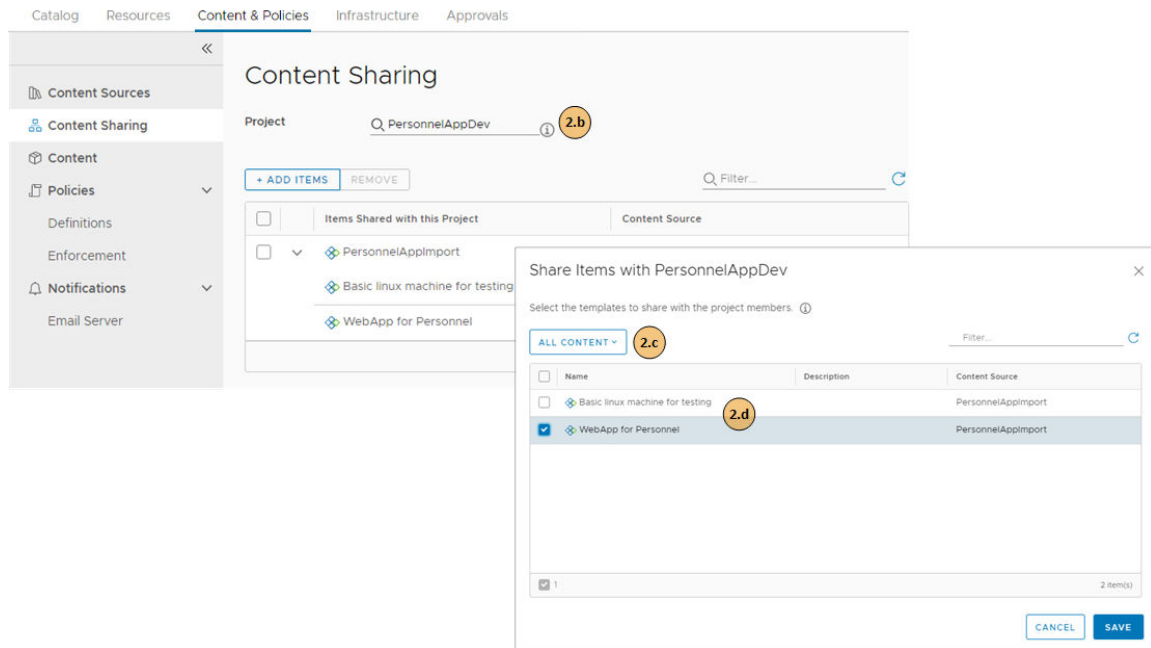 Catalog Resources Content & Policies Infrastructure Approvals
«
Content Sources
Content Sharing
Content
Policies
Definitions
Enforcement
Notifications
Email Server
Content Sharing
Project PersonnelAppDev 2.b
+ ADD ITEMS REMOVE Filter...
Items Shared with this Project Content Source
PersonnelAppImport
Basic linux machine for testing
WebApp for Personnel
Share Items with PersonnelAppDev
Select the templates to share with the project members.
ALL CONTENT 2.c Filter...
Name Description Content Source
Basic linux machine for testing PersonnelAppImport
2.d
WebApp for Personnel PersonnelAppImport
1 2 item(s)
CANCEL SAVE